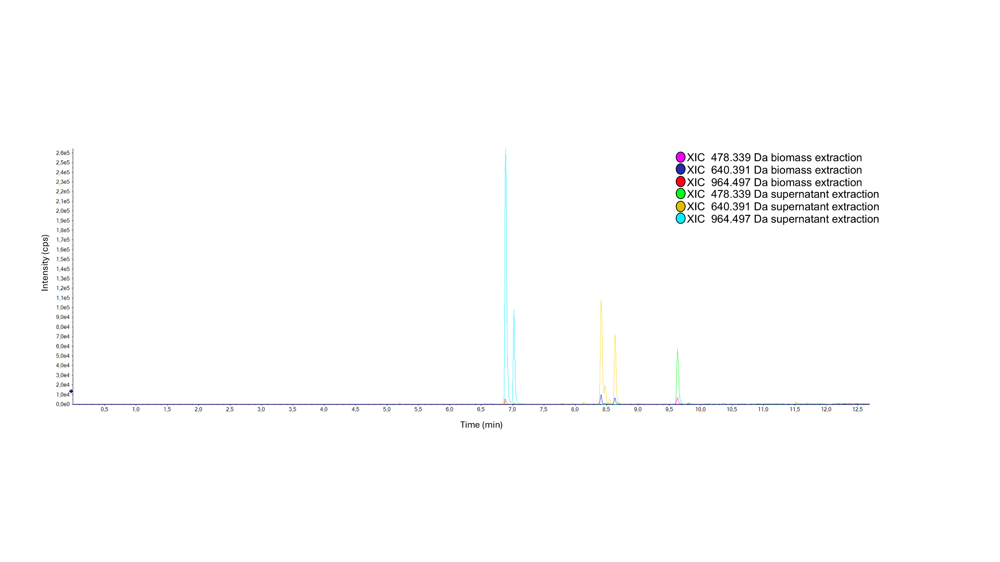 XIC 478.339 Da biomass extraction
XIC 640.391 Da biomass extraction
XIC 964.497 Da biomass extraction
XIC 478.339 Da supernatant extraction
XIC 640.391 Da supernatant extraction
XIC 964.497 Da supernatant extraction
Intensity (cps)
2,6e5
2,5e5
2,4e5
2,3e5
2,2e5
2,1e5
2,0e5
1,9e5
1,8e5
1,7e5
1,6e5
1,5e5
1,4e5
1,3e5
1,2e5
1,1e5
1,0e5
9,0e4
8,0e4
7,0e4
6,0e4
5,0e4
4,0e4
3,0e4
2,0e4
1,0e4
0,0e0
0,5 1,0 1,5 2,0 2,5 3,0 3,5 4,0 4,5 5,0 5,5 6,0 6,5 7,0 7,5 8,0 8,5 9,0 9,5 10,0 10,5 11,0 11,5 12,0 12,5
Time (min)